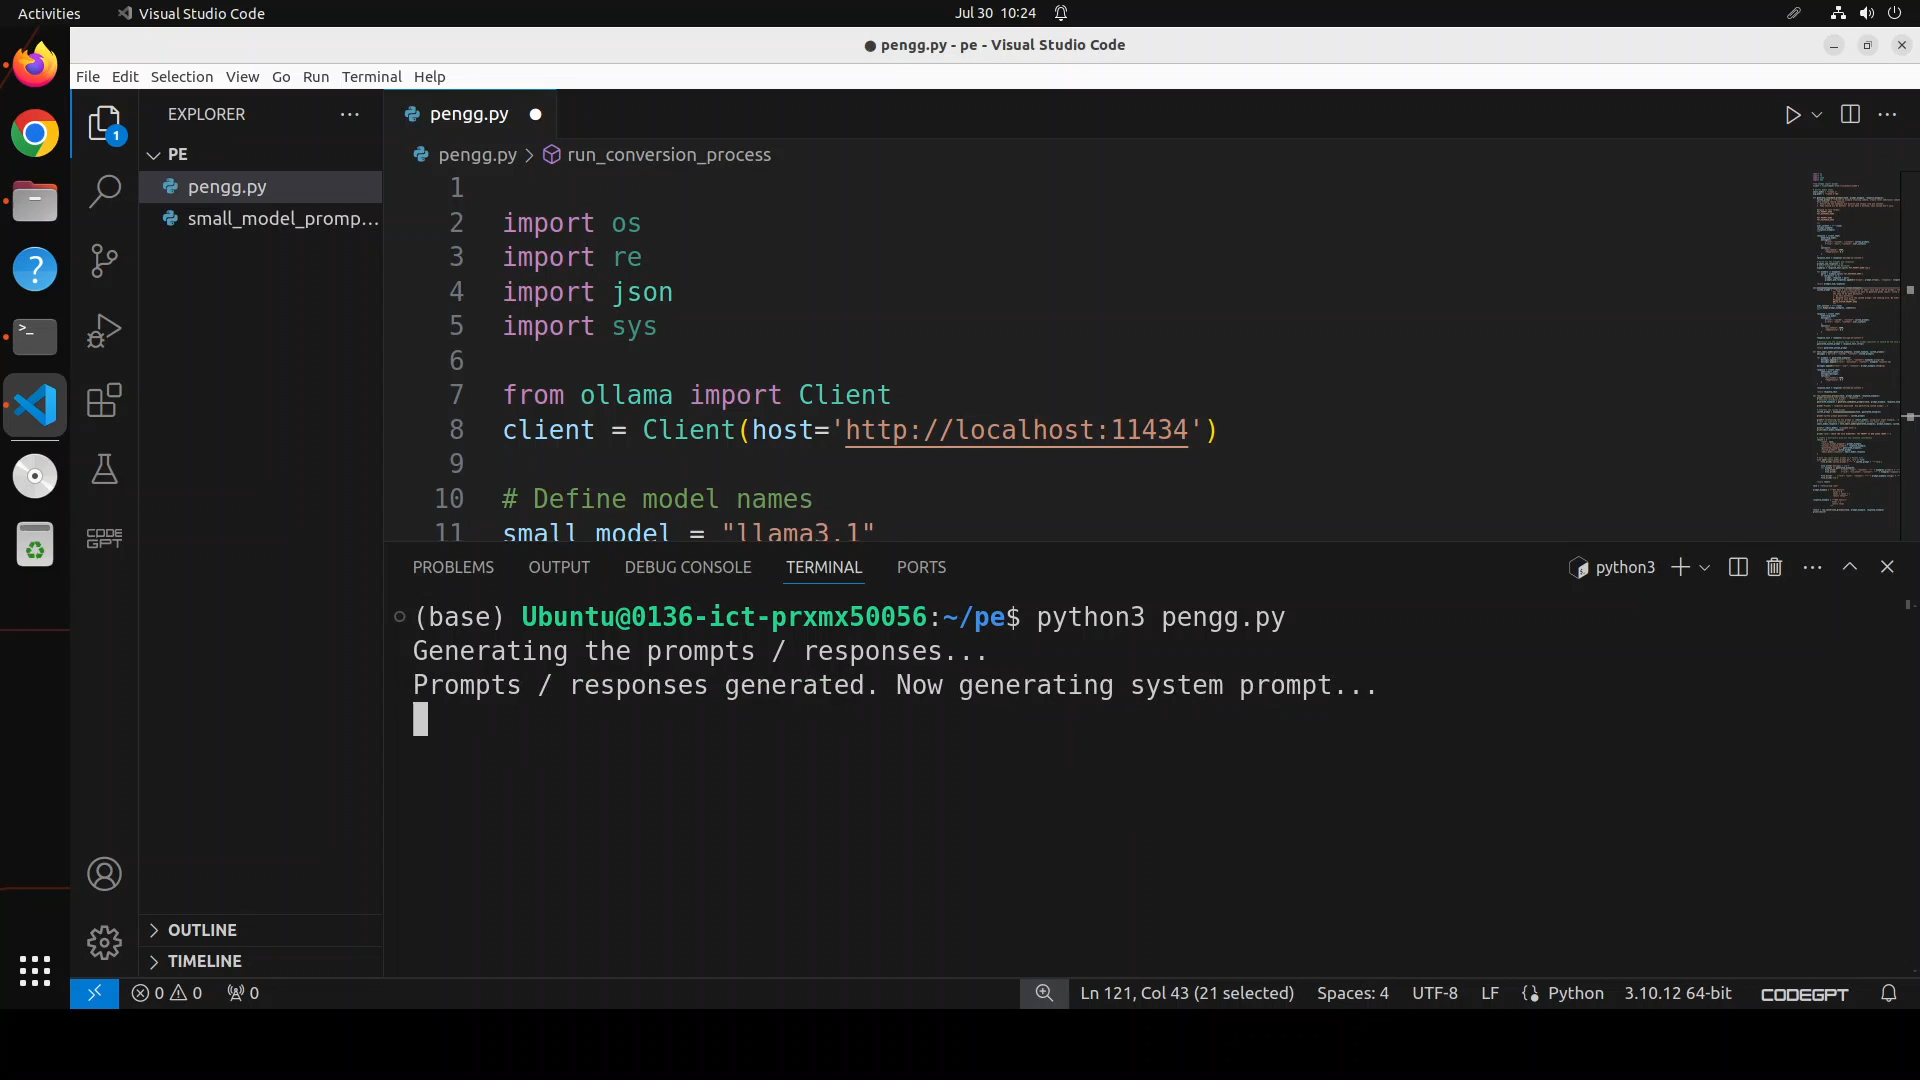 Activities
Visual Studio Code
Jul 30 10:24
● pengg.py - pe - Visual Studio Code
File Edit Selection View Go Run Terminal Help
EXPLORER
pengg.py
PE
pengg.py > run_conversion_process
pengg.py
small_model_promp...
1
2 import os
3 import re
4 import json
5 import sys
6
7 from ollama import Client
8 client = Client(host='http://localhost:11434')
9
10 # Define model names
11 small_model = "llama3.1"
PROBLEMS OUTPUT DEBUG CONSOLE TERMINAL PORTS
python3
(base) Ubuntu@0136-ict-prxmx50056:~/pe$ python3 pengg.py
Generating the prompts / responses...
Prompts / responses generated. Now generating system prompt...
1
CODE GPT
OUTLINE
TIMELINE
0 0 0
Ln 121, Col 43 (21 selected) Spaces: 4 UTF-8 LF Python 3.10.12 64-bit CODEGPT